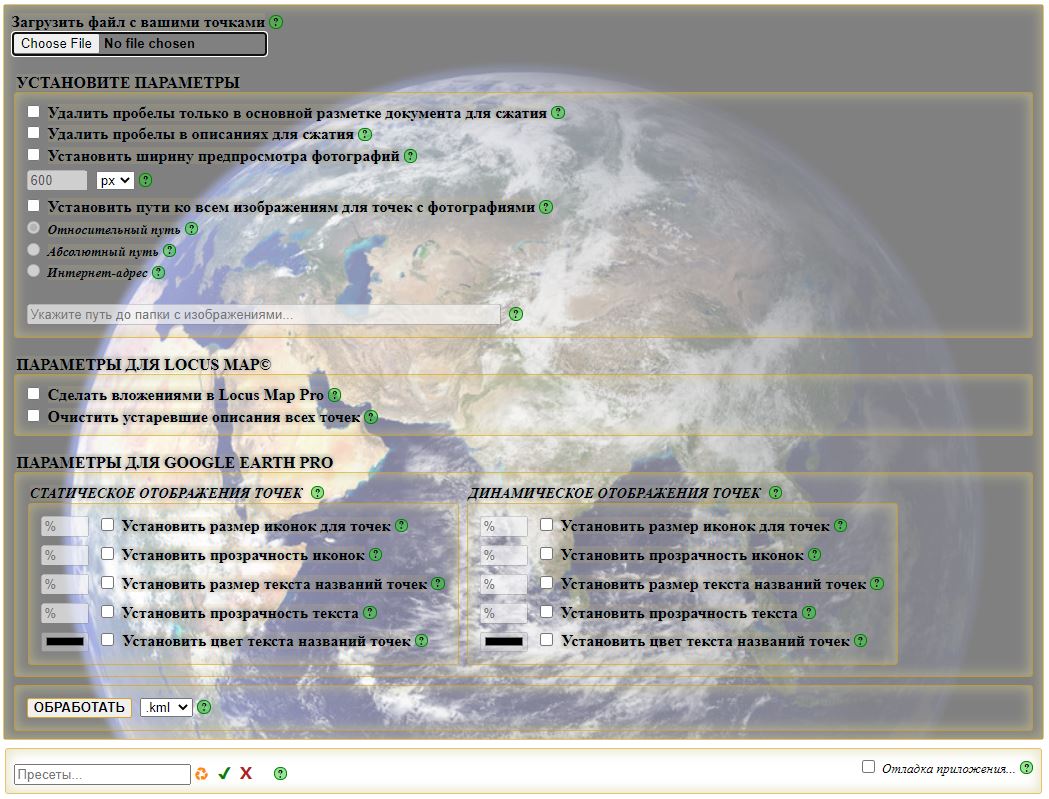 Загрузить файл с вашими точками ?
Choose File No file chosen
УСТАНОВИТЕ ПАРАМЕТРЫ
Удалить пробелы только в основной разметке документа для сжатия ?
Удалить пробелы в описаниях для сжатия ?
Установить ширину предпросмотра фотографий ?
600 px ?
Установить пути ко всем изображениям для точек с фотографиями ?
Относительный путь ?
Абсолютный путь ?
Интернет-адрес ?
Укажите путь до папки с изображениями... ?
ПАРАМЕТРЫ ДЛЯ LOCUS MAP©
Сделать вложениями в Locus Map Pro ?
Очистить устаревшие описания всех точек ?
ПАРАМЕТРЫ ДЛЯ GOOGLE EARTH PRO
СТАТИЧЕСКОЕ ОТОБРАЖЕНИЯ ТОЧЕК ?
% Установить размер иконок для точек ?
% Установить прозрачность иконок ?
% Установить размер текста названий точек ?
% Установить прозрачность текста ?
Установить цвет текста названий точек ?
ДИНАМИЧЕСКОЕ ОТОБРАЖЕНИЯ ТОЧЕК ?
% Установить размер иконок для точек ?
% Установить прозрачность иконок ?
% Установить размер текста названий точек ?
% Установить прозрачность текста ?
Установить цвет текста названий точек ?
ОБРАБОТАТЬ .kml ?
Пресеты... ♻ ✔ X ?
Отладка приложения... ?